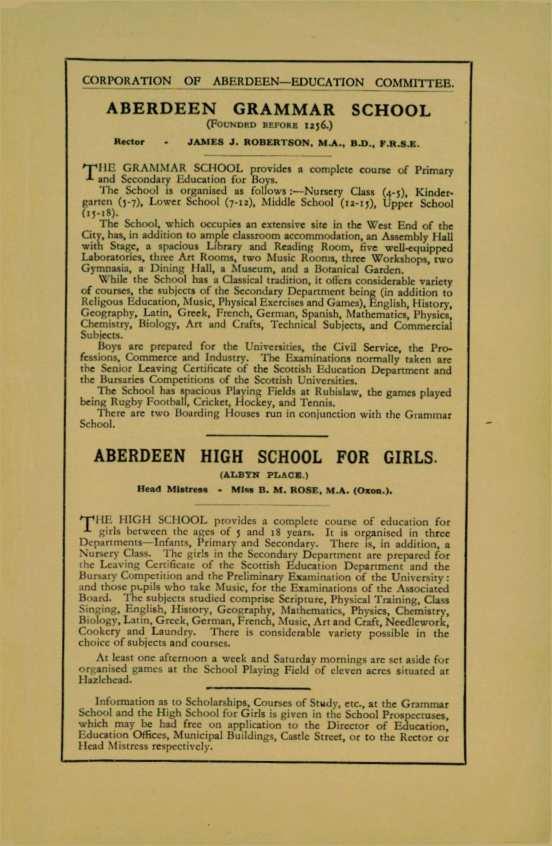 CORPORATION OF ABERDEEN—EDUCATION COMMITTEE.
ABERDEEN GRAMMAR SCHOOL
(FOUNDED BEFORE 1256.)
Rector - JAMES J. ROBERTSON, M.A., B.D., F.R.S.E.
THE GRAMMAR SCHOOL provides a complete course of Primary
and Secondary Education for Boys.
The School is organised as follows:—Nursery Class (4-5), Kinder-
garten (5-7), Lower School (7-12), Middle School (12-15), Upper School
(15-18).
The School, which occupies an extensive site in the West End of the
City, has, in addition to ample classroom accommodation, an Assembly Hall
with Stage, a spacious Library and Reading Room, five well-equipped
Laboratories, three Art Rooms, two Music Rooms, three Workshops, two
Gymnasia, a Dining Hall, a Museum, and a Botanical Garden.
While the School has a Classical tradition, it offers considerable variety
of courses, the subjects of the Secondary Department being (in addition to
Religous Education, Music, Physical Exercises and Games), English, History,
Geography, Latin, Greek, French, German, Spanish, Mathematics, Physics,
Chemistry, Biology, Art and Crafts, Technical Subjects, and Commercial
Subjects.
Boys are prepared for the Universities, the Civil Service, the Pro-
fessions, Commerce and Industry. The Examinations normally taken are
the Senior Leaving Certificate of the Scottish Education Department and
the Bursaries Competitions of the Scottish Universities.
The School has spacious Playing Fields at Rubislaw, the games played
being Rugby Football, Cricket, Hockey, and Tennis.
There are two Boarding Houses run in conjunction with the Grammar
School.
ABERDEEN HIGH SCHOOL FOR GIRLS.
(ALBYN PLACE.)
Head Mistress - Miss B. M. ROSE, M.A. (Oxon.).
THE HIGH SCHOOL provides a complete course of education for
girls between the ages of 5 and 18 years. It is organised in three
Departments—Infants, Primary and Secondary. There is, in addition, a
Nursery Class. The girls in the Secondary Department are prepared for
the Leaving Certificate of the Scottish Education Department and the
Bursary Competition and the Preliminary Examination of the University:
and those pupils who take Music, for the Examinations of the Associated
Board. The subjects studied comprise Scripture, Physical Training, Class
Singing, English, History, Geography, Mathematics, Physics, Chemistry,
Biology, Latin, Greek, German, French, Music, Art and Craft, Needlework,
Cookery and Laundry. There is considerable variety possible in the
choice of subjects and courses.
At least one afternoon a week and Saturday mornings are set aside for
organised games at the School Playing Field of eleven acres situated at
Hazlehead.
Information as to Scholarships, Courses of Study, etc., at the Grammar
School and the High School for Girls is given in the School Prospectuses,
which may be had free on application to the Director of Education,
Education Offices, Municipal Buildings, Castle Street, or to the Rector or
Head Mistress respectively.